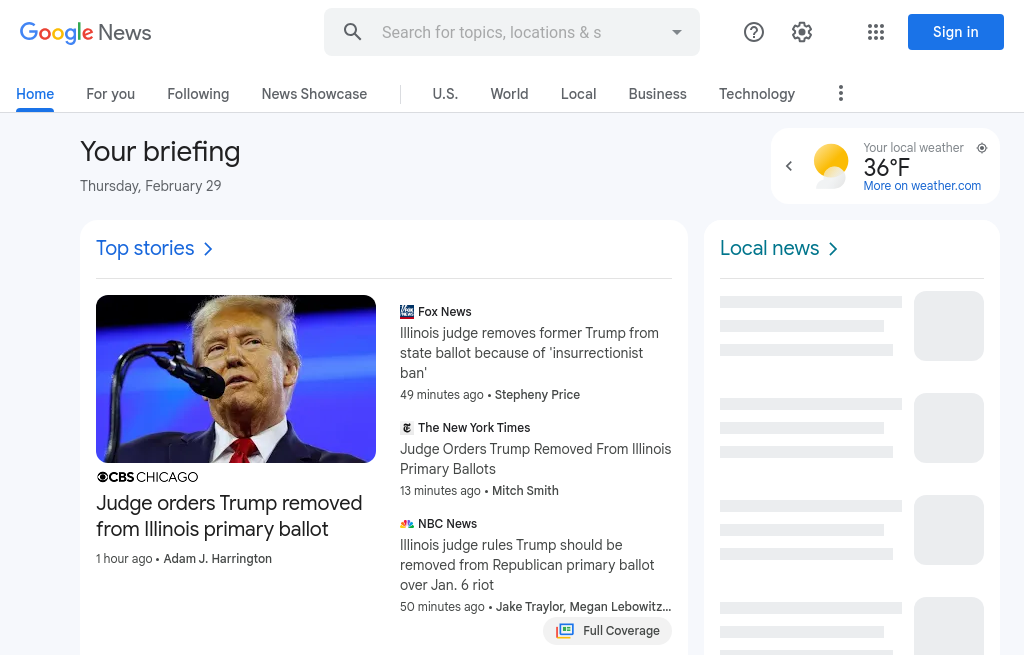 Google News
Search for topics, locations & s
Sign in
Home
For you
Following
News Showcase
U.S.
World
Local
Business
Technology
Your briefing
Thursday, February 29
Your local weather
36°F
More on weather.com
Top stories
CBS CHICAGO
Judge orders Trump removed
from Illinois primary ballot
1 hour ago • Adam J. Harrington
Fox News
Illinois judge removes former Trump from
state ballot because of 'insurrectionist
ban'
49 minutes ago • Stepheny Price
The New York Times
Judge Orders Trump Removed From Illinois
Primary Ballots
13 minutes ago • Mitch Smith
NBC News
Illinois judge rules Trump should be
removed from Republican primary ballot
over Jan. 6 riot
50 minutes ago • Jake Traylor, Megan Lebowitz...
Full Coverage
Local news